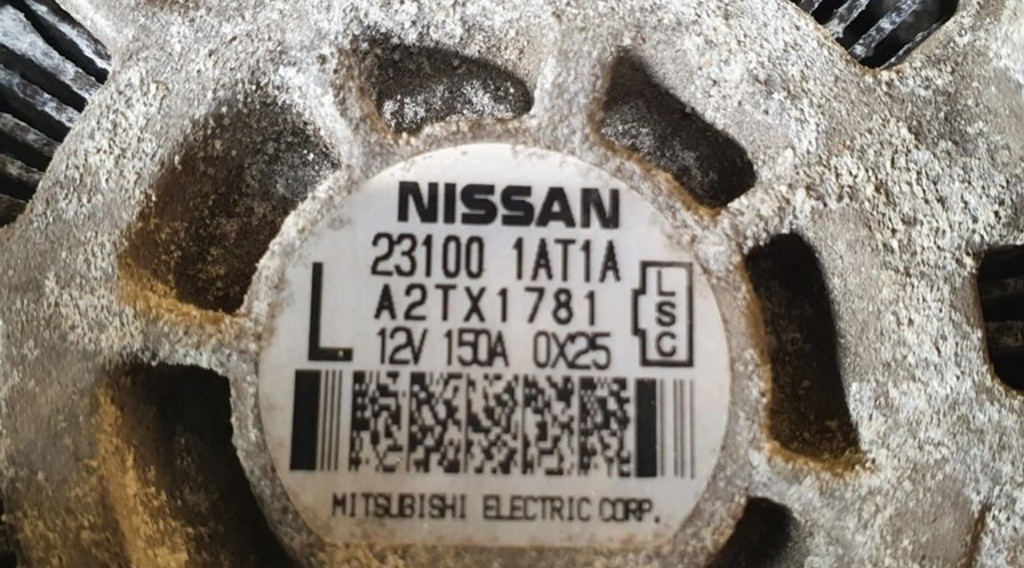 NISSAN
23100 1AT1A
A2TX1781
12V 150A 0X25
L
L
S
C
MITSUBISHI ELECTRIC CORP.